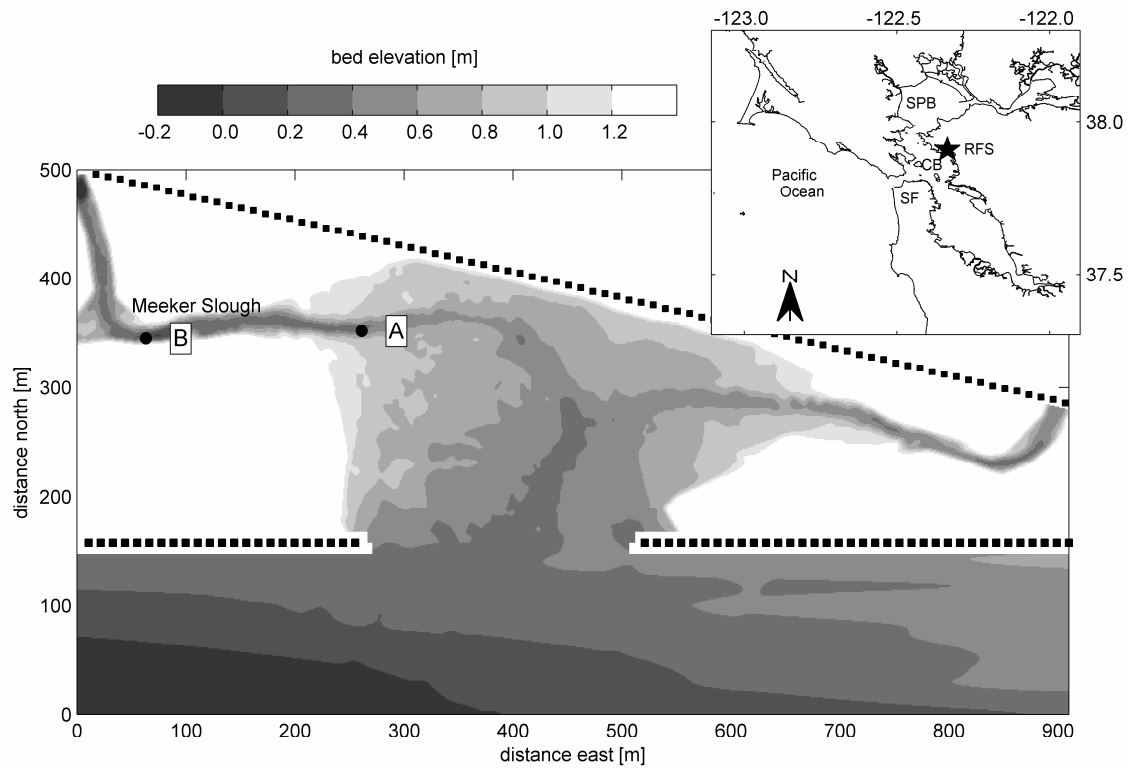 -123.0 -122.5 -122.0
bed elevation [m]
-0.2 0.0 0.2 0.4 0.6 0.8 1.0 1.2
SPB
38.0
RFS
CB
Pacific
Ocean
SF
N
37.5
500
400
300
200
100
0
distance north [m]
Meeker Slough
B
A
0 100 200 300 400 500 600 700 800 900
distance east [m]